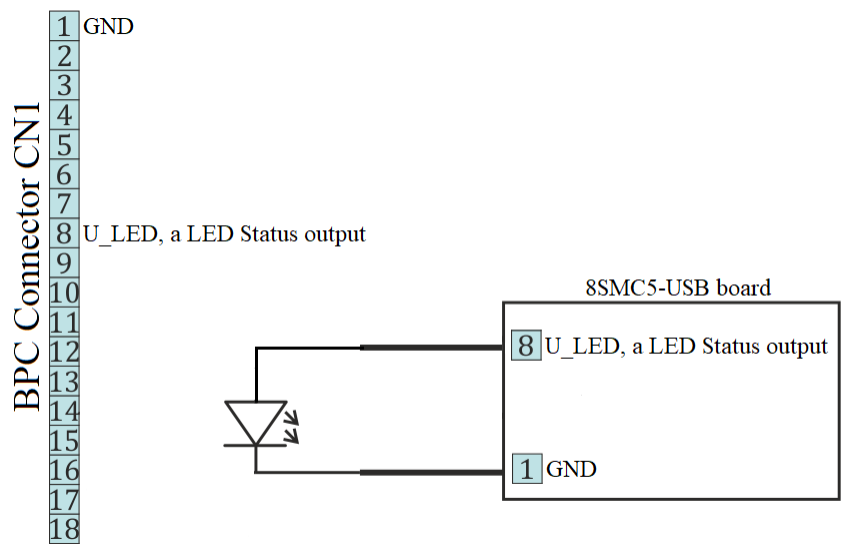 BPC Connector CN1
1 GND
2
3
4
5
6
7
8 U_LED, a LED Status output
9
10
11
12
13
14
15
16
17
18
8SMC5-USB board
8 U_LED, a LED Status output
1 GND